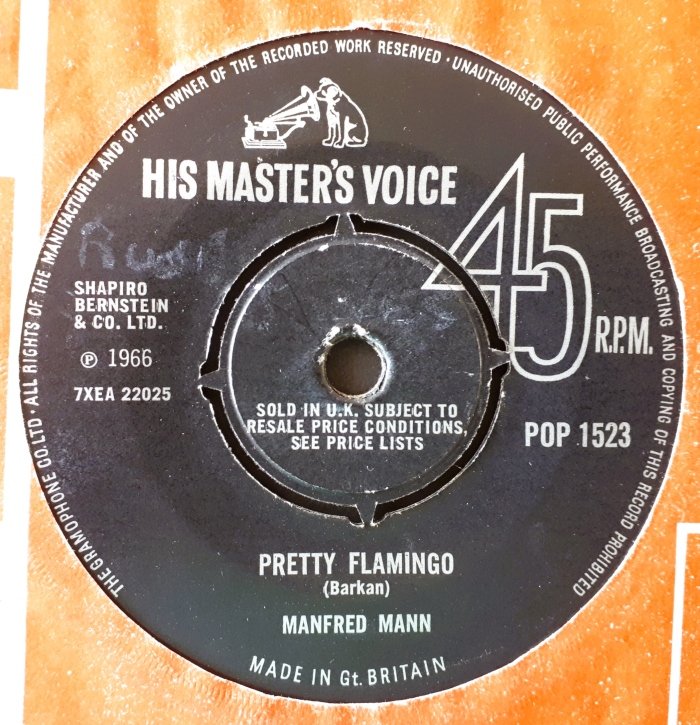 THE GRAMOPHONE CO. LTD · ALL RIGHTS OF THE MANUFACTURER AND OF THE OWNER OF THE RECORDED WORK RESERVED · UNAUTHORISED PUBLIC PERFORMANCE BROADCASTING AND COPYING OF THIS RECORD PROHIBITED
HIS MASTER'S VOICE
45
R.P.M.
SHAPIRO
BERNSTEIN
& CO. LTD.
Ⓟ 1966
7XEA 22025
SOLD IN U.K. SUBJECT TO
RESALE PRICE CONDITIONS,
SEE PRICE LISTS
POP 1523
PRETTY FLAMINGO
(Barkan)
MANFRED MANN
MADE IN Gt. BRITAIN